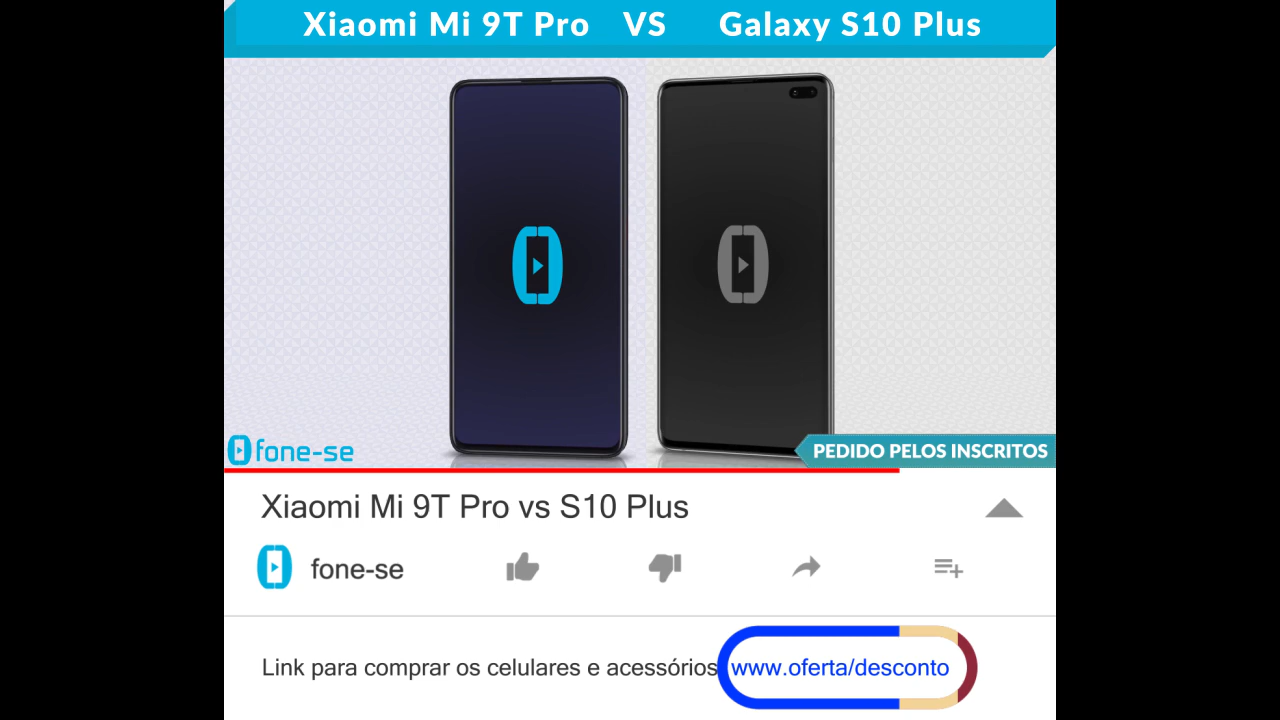 Xiaomi Mi 9T Pro VS Galaxy S10 Plus
fone-se
PEDIDO PELOS INSCRITOS
Xiaomi Mi 9T Pro vs S10 Plus
fone-se
Link para comprar os celulares e acessórios www.oferta/desconto